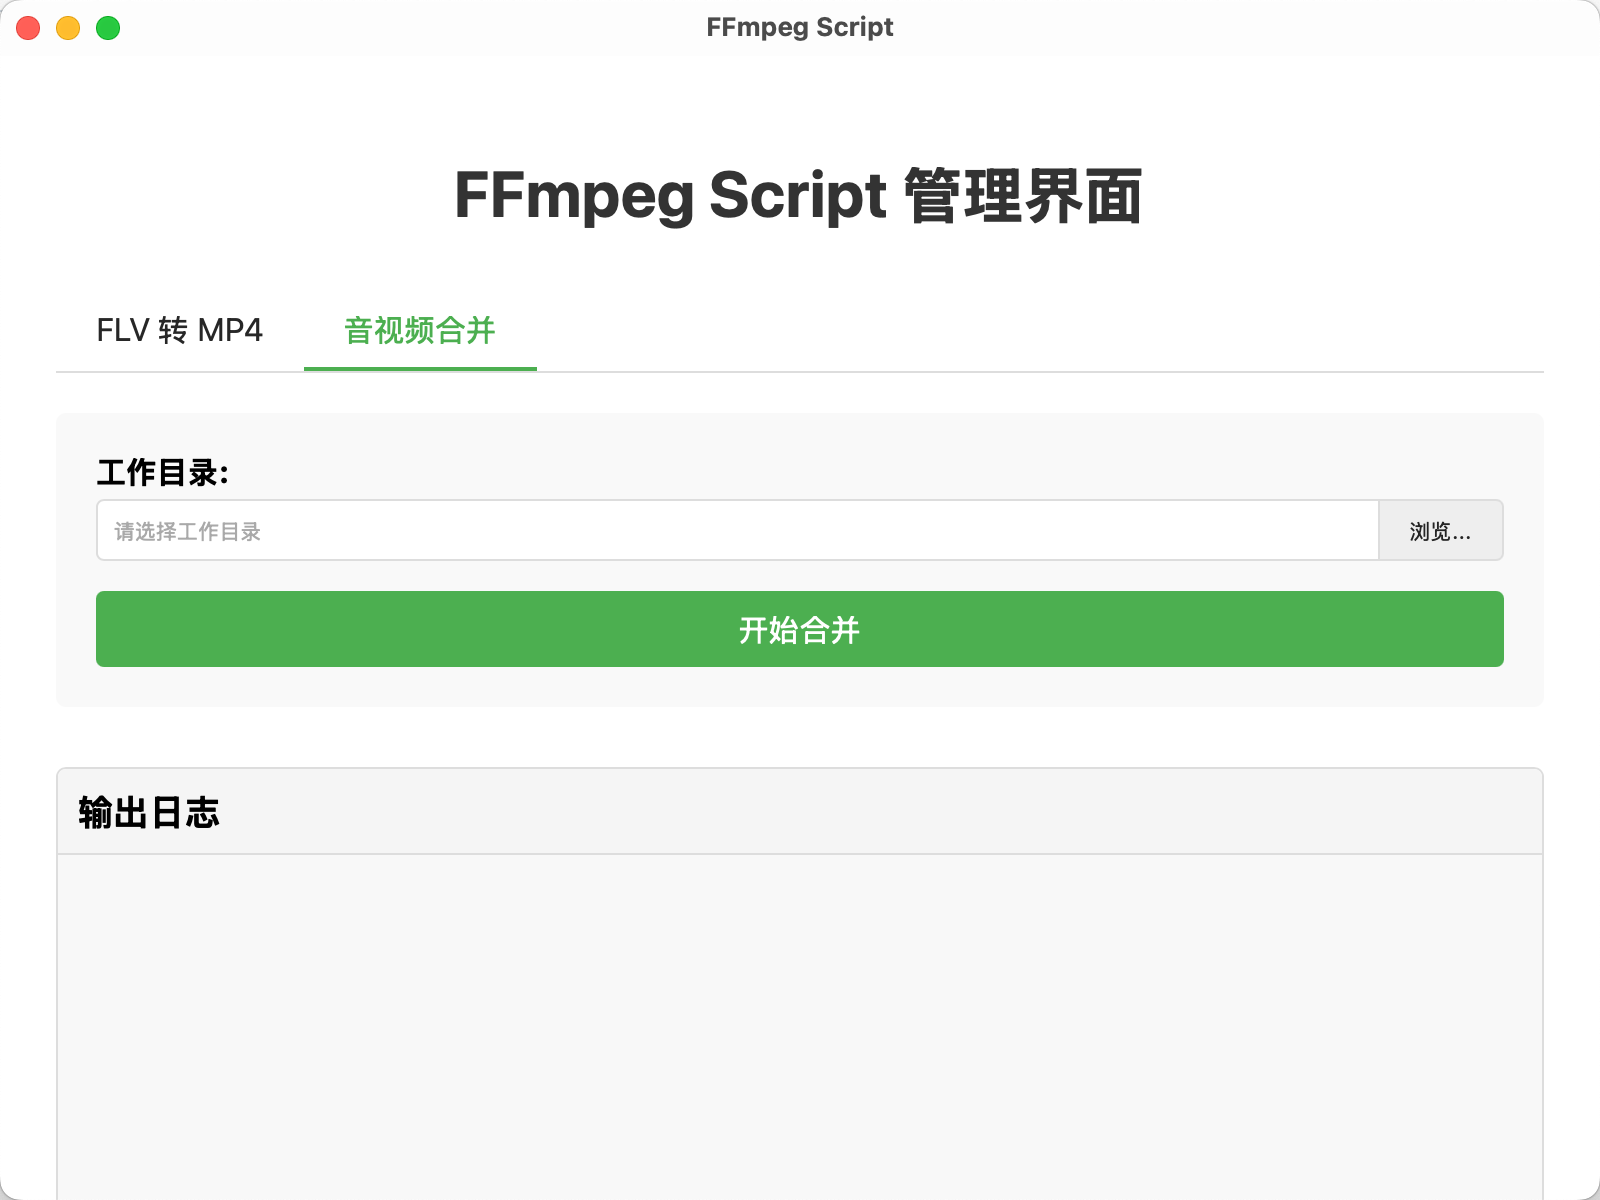 FFmpeg Script
FFmpeg Script 管理界面
FLV 转 MP4
音视频合并
工作目录:
请选择工作目录
浏览...
开始合并
输出日志